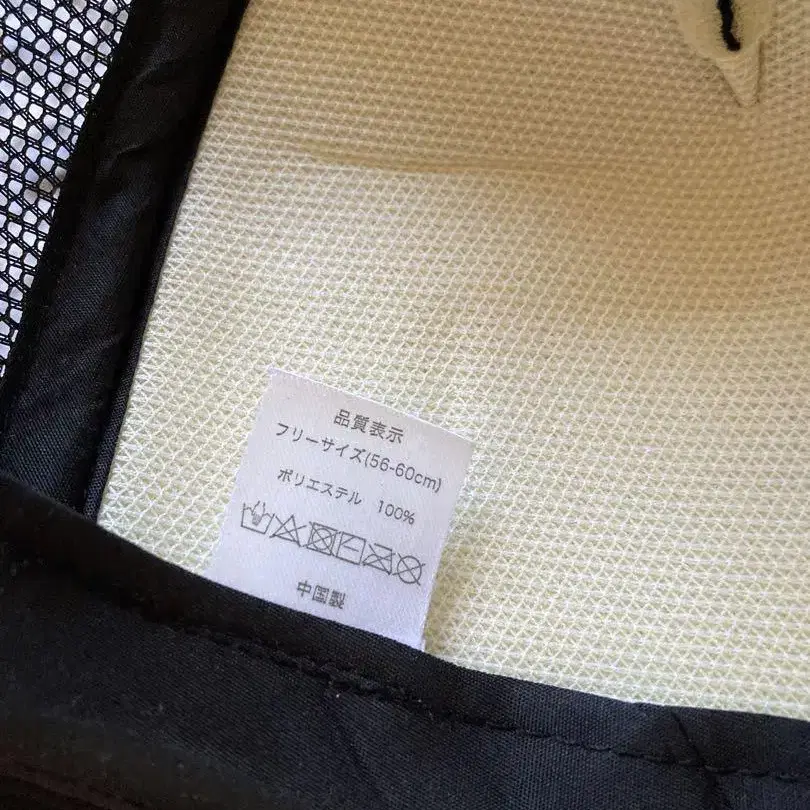 品質表示
フリーサイズ(56-60cm)
ポリエステル 100%
中国製